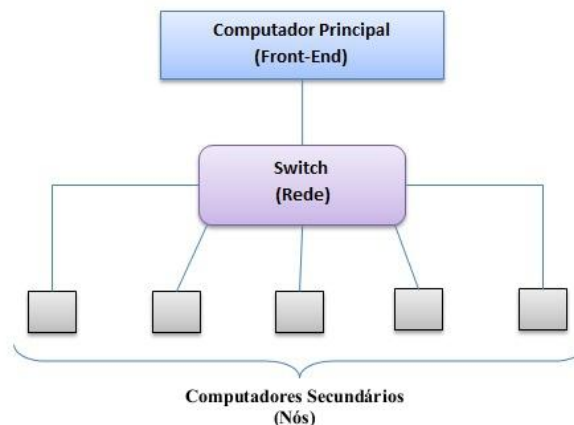 Computador Principal
(Front-End)
Switch
(Rede)
Computadores Secundários
(Nós)